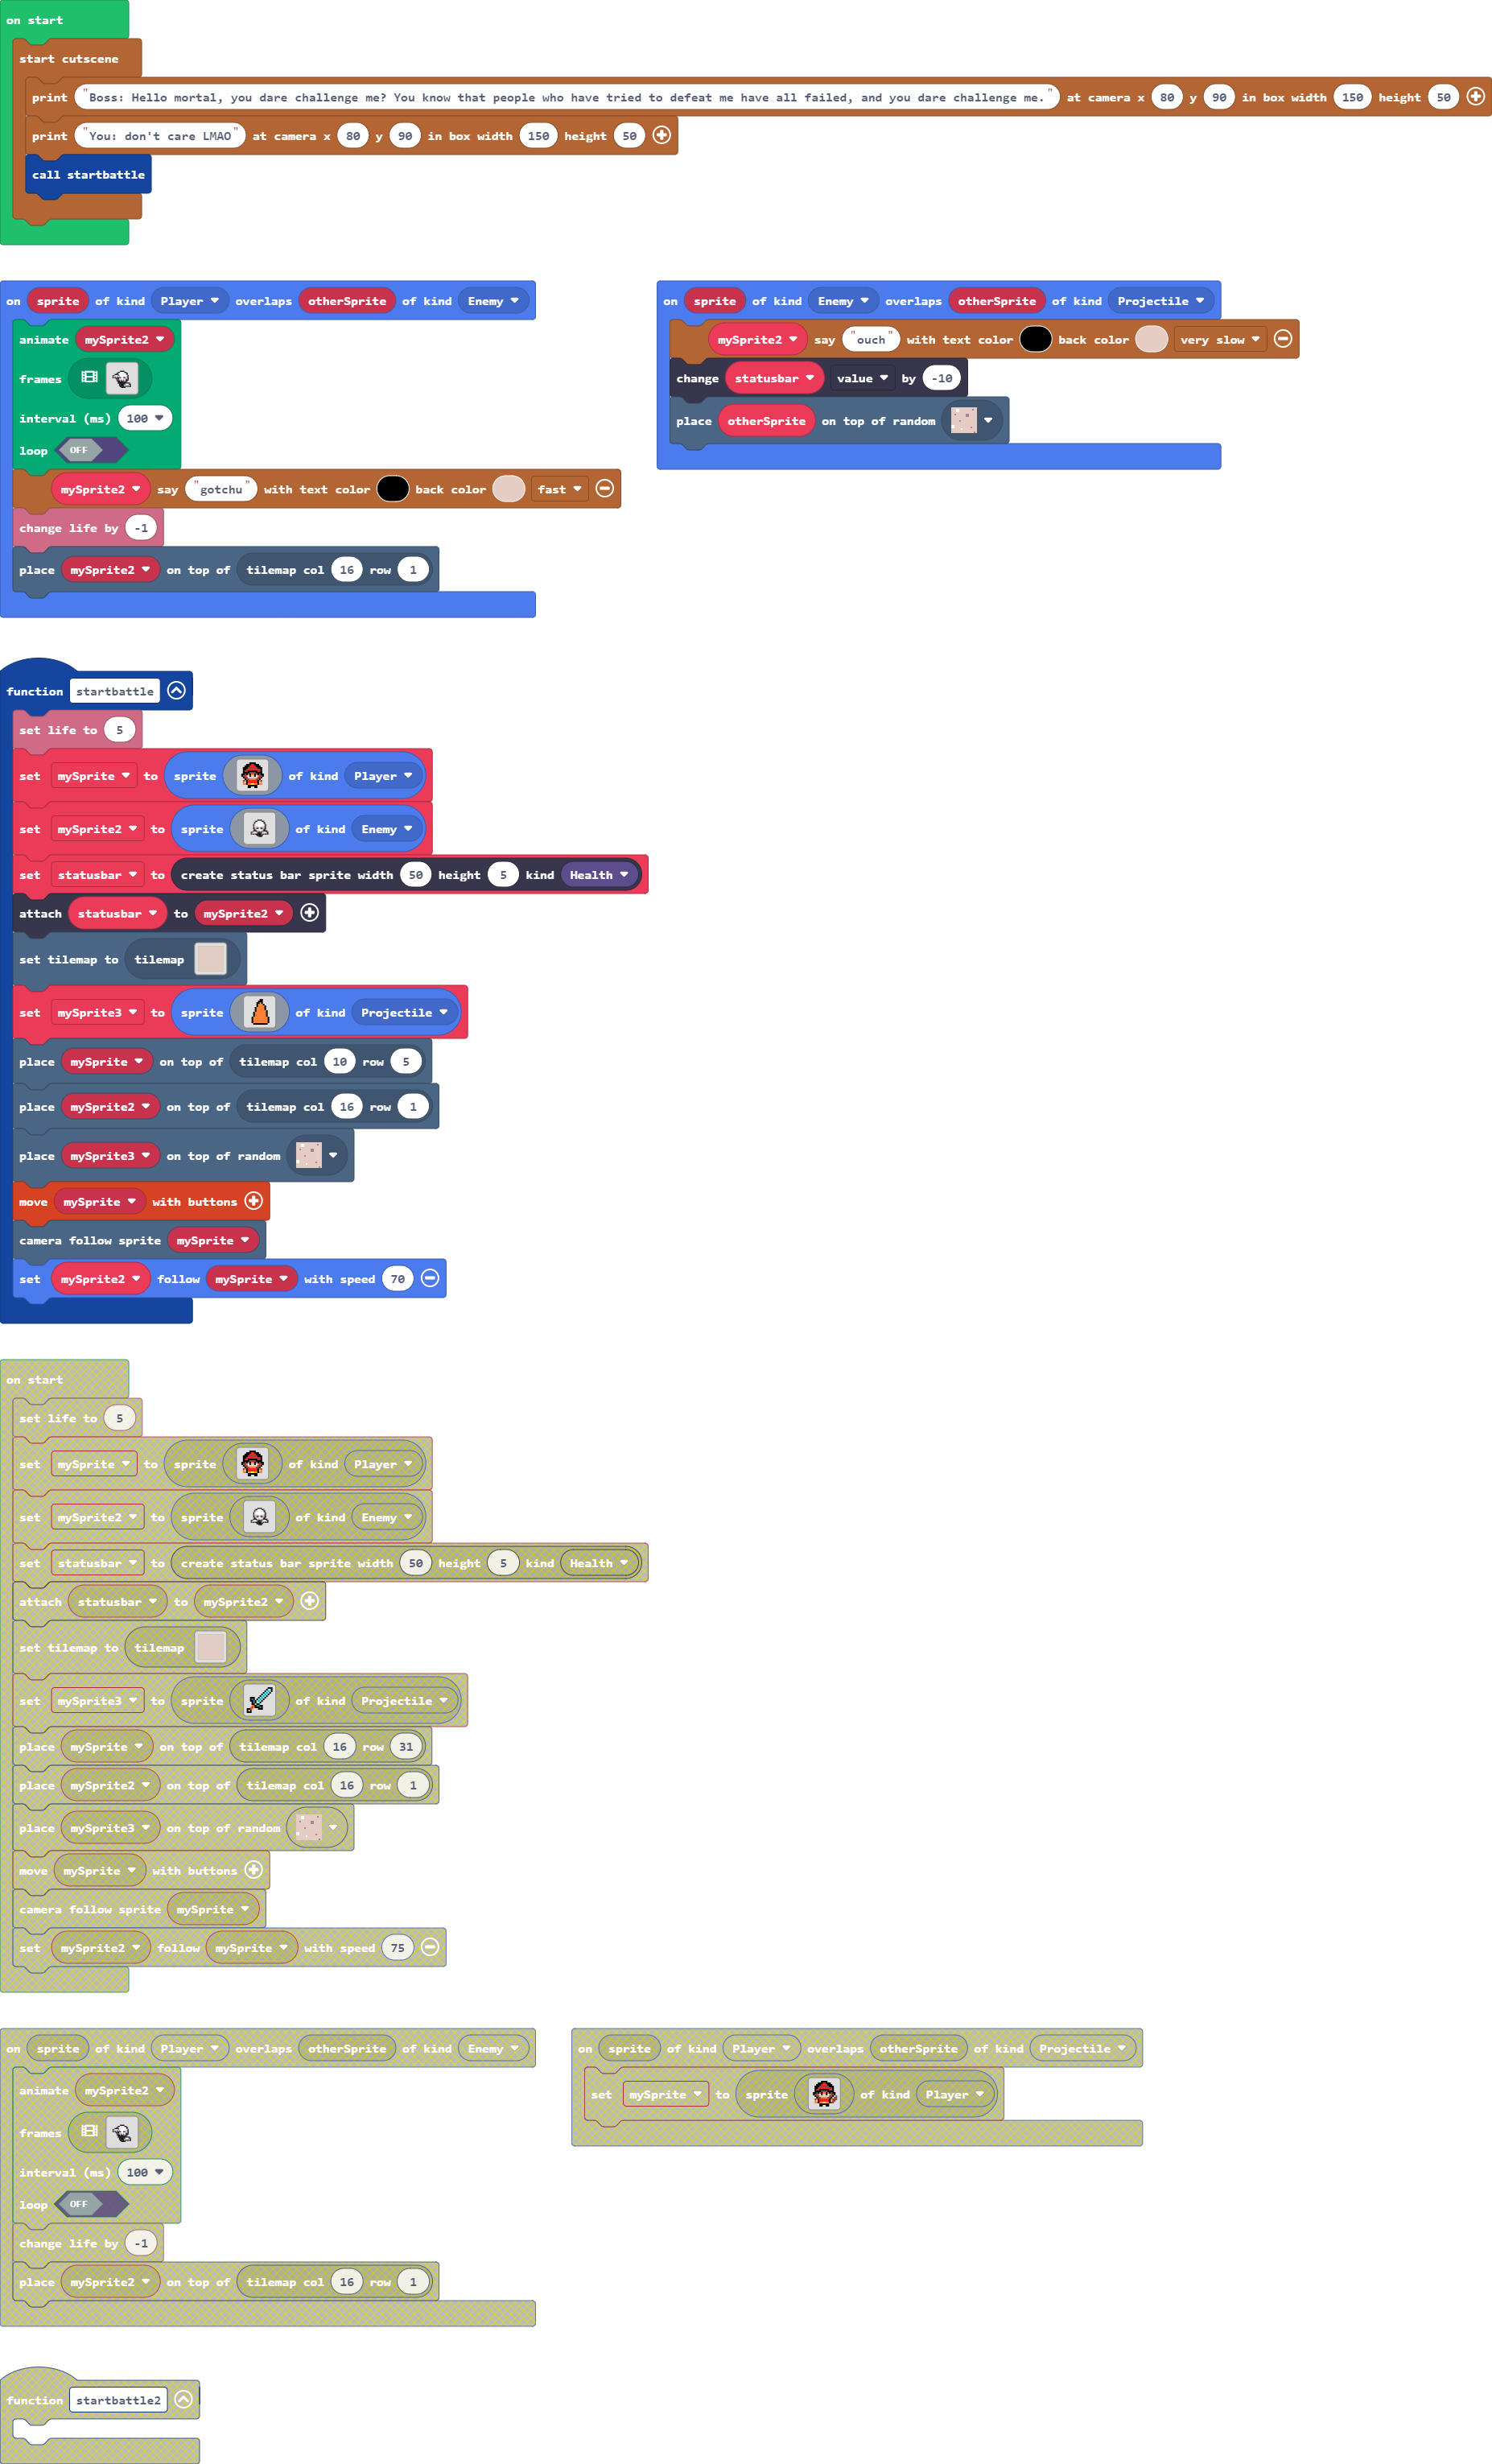 on start
start cutscene
print "Boss: Hello mortal, you dare challenge me? You know that people who have tried to defeat me have all failed, and you dare challenge me." at camera x 80 y 90 in box width 150 height 50
print "You: don't care LMAO" at camera x 80 y 90 in box width 150 height 50
call startbattle
on sprite of kind Player overlaps otherSprite of kind Enemy
animate mySprite2
frames
interval (ms) 100
loop OFF
mySprite2 say "gotchu" with text color back color fast
change life by -1
place mySprite2 on top of tilemap col 16 row 1
on sprite of kind Enemy overlaps otherSprite of kind Projectile
mySprite2 say "ouch" with text color back color very slow
change statusbar value by -10
place otherSprite on top of random
function startbattle
set life to 5
set mySprite to sprite of kind Player
set mySprite2 to sprite of kind Enemy
set statusbar to create status bar sprite width 50 height 5 kind Health
attach statusbar to mySprite2
set tilemap to tilemap
set mySprite3 to sprite of kind Projectile
place mySprite on top of tilemap col 10 row 5
place mySprite2 on top of tilemap col 16 row 1
place mySprite3 on top of random
move mySprite with buttons
camera follow sprite mySprite
set mySprite2 follow mySprite with speed 70
on start
set life to 5
set mySprite to sprite of kind Player
set mySprite2 to sprite of kind Enemy
set statusbar to create status bar sprite width 50 height 5 kind Health
attach statusbar to mySprite2
set tilemap to tilemap
set mySprite3 to sprite of kind Projectile
place mySprite on top of tilemap col 16 row 31
place mySprite2 on top of tilemap col 16 row 1
place mySprite3 on top of random
move mySprite with buttons
camera follow sprite mySprite
set mySprite2 follow mySprite with speed 75
on sprite of kind Player overlaps otherSprite of kind Enemy
animate mySprite2
frames
interval (ms) 100
loop OFF
change life by -1
place mySprite2 on top of tilemap col 16 row 1
on sprite of kind Player overlaps otherSprite of kind Projectile
set mySprite to sprite of kind Player
function startbattle2